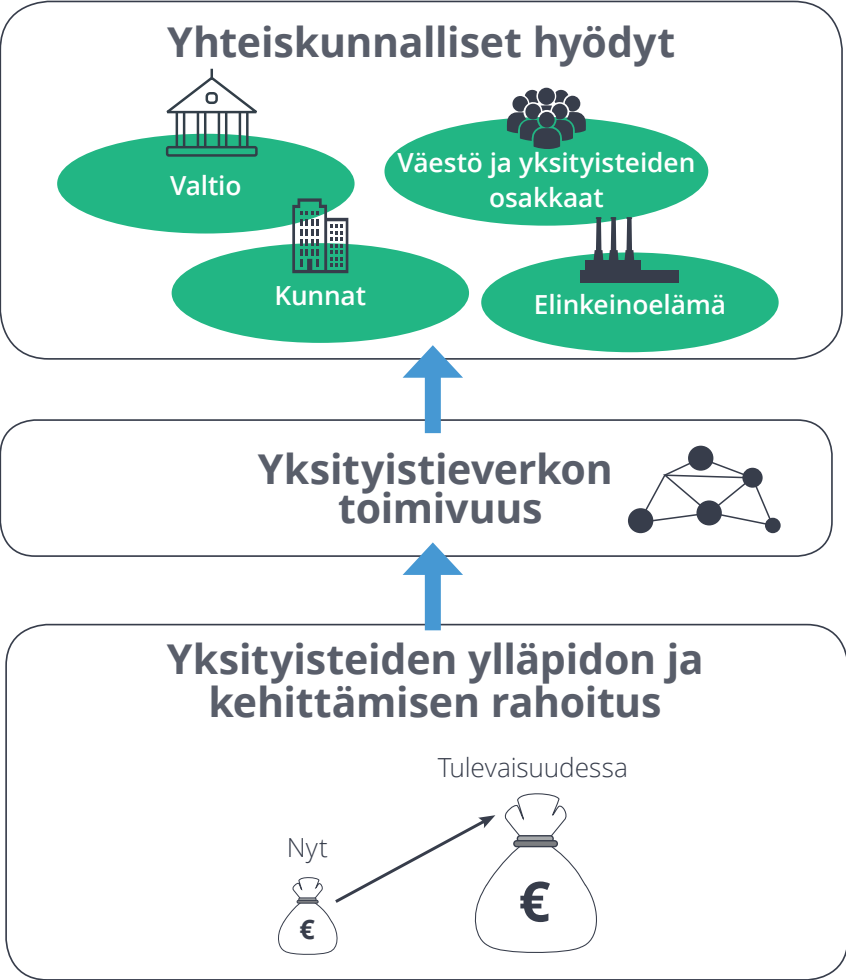 Yhteiskunnalliset hyödyt
Valtio
Väestö ja yksityisteiden
osakkaat
Kunnat
Elinkeinoelämä
Yksityistieverkon
toimivuus
Yksityisteiden ylläpidon ja
kehittämisen rahoitus
Tulevaisuudessa
Nyt
€
€